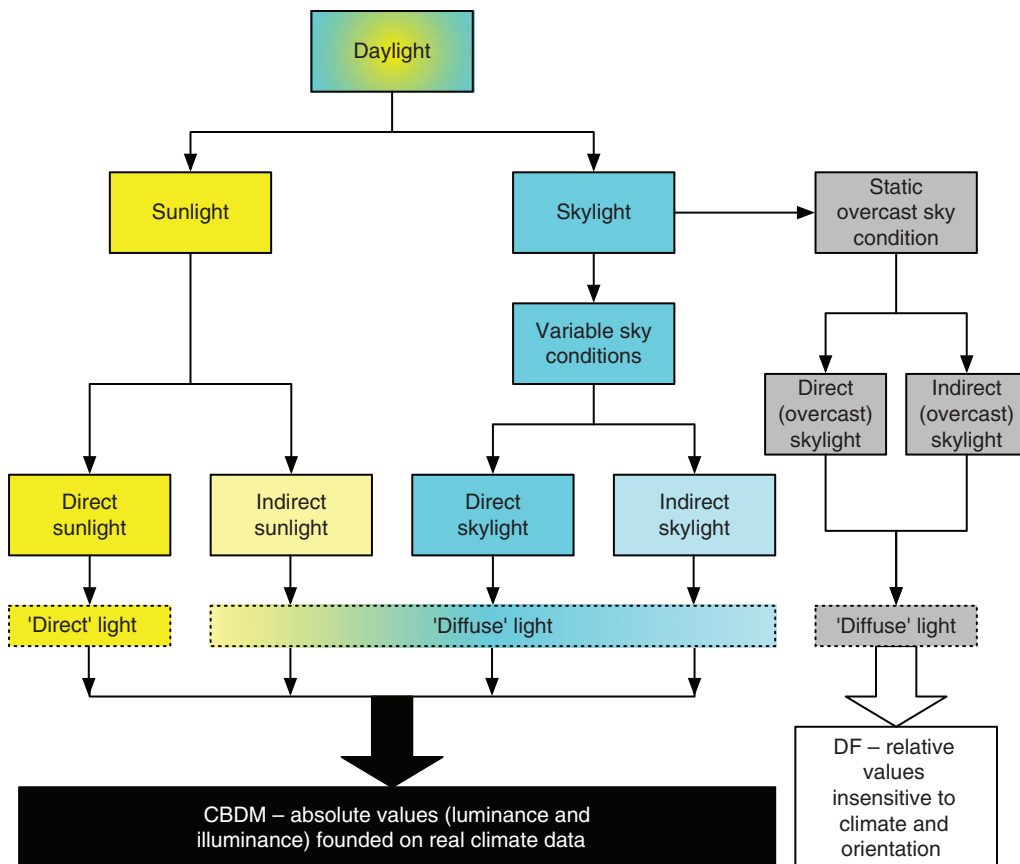 Daylight
Sunlight
Skylight
Static
overcast sky
condition
Variable sky
conditions
Direct
(overcast)
skylight
Indirect
(overcast)
skylight
Direct
sunlight
Indirect
sunlight
Direct
skylight
Indirect
skylight
'Direct' light
'Diffuse' light
'Diffuse' light
CBDM – absolute values (luminance and
illuminance) founded on real climate data
DF – relative
values
insensitive to
climate and
orientation